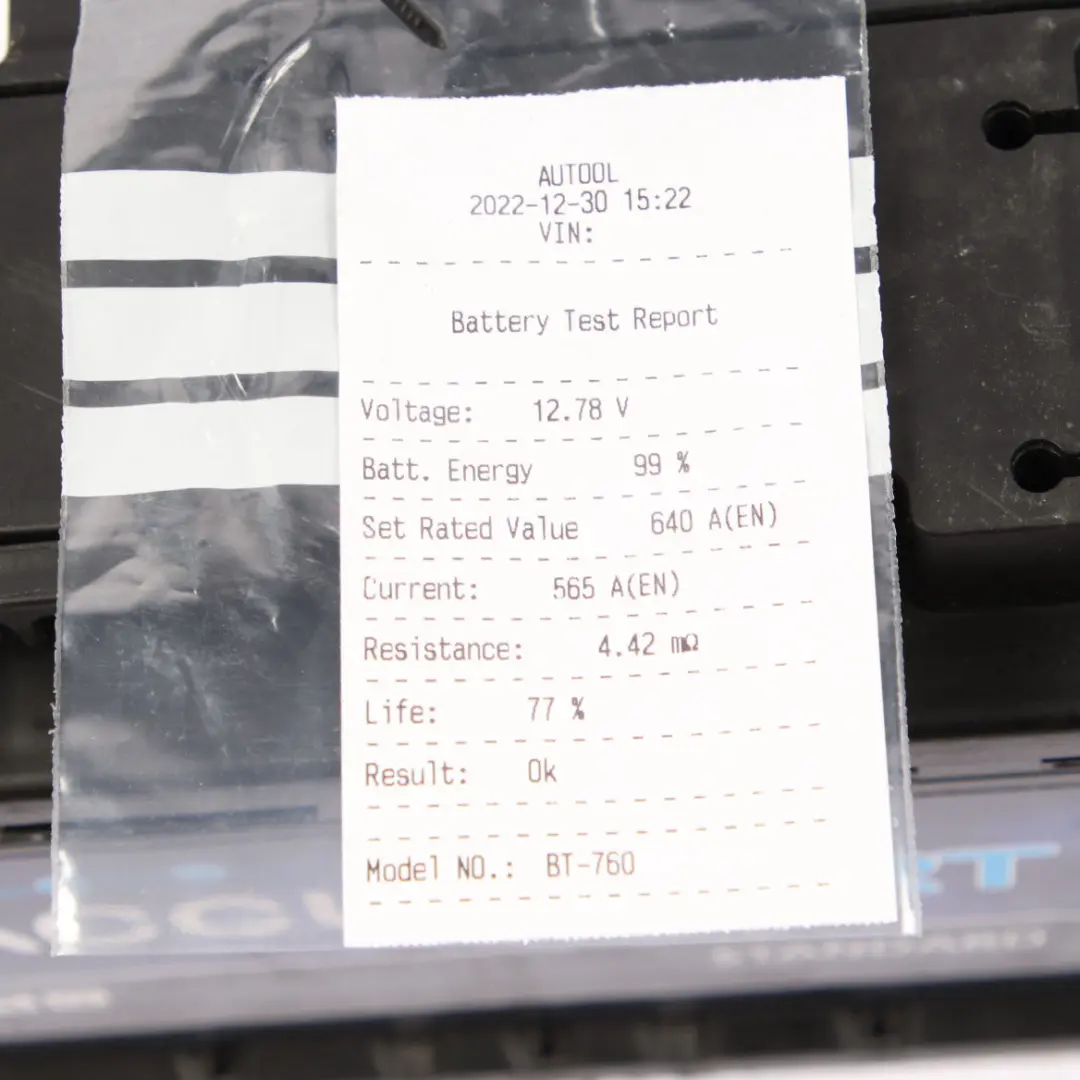 AUTOOL
2022-12-30 15:22
VIN:
Battery Test Report
Voltage: 12.78 V
Batt. Energy 99 %
Set Rated Value 640 A(EN)
Current: 565 A(EN)
Resistance: 4.42 mΩ
Life: 77 %
Result: Ok
Model NO.: BT-760
STANDARD